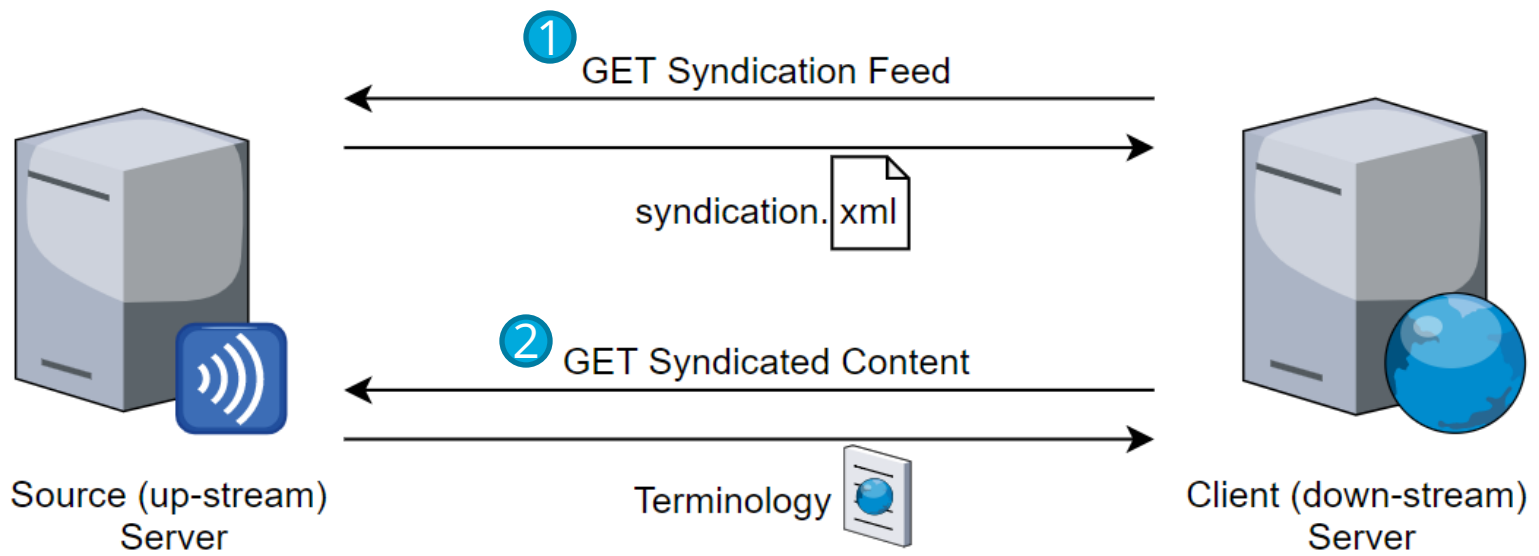 1
GET Syndication Feed
syndication. xml
2
GET Syndicated Content
Terminology
Source (up-stream)
Server
Client (down-stream)
Server